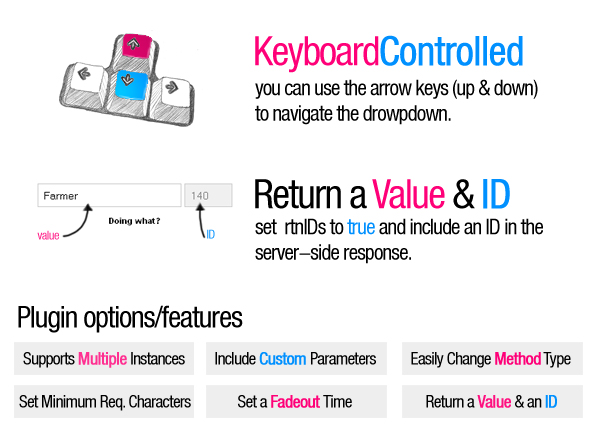 KeyboardControlled
you can use the arrow keys (up & down)
to navigate the drowpdown.
Farmer
140
Doing what?
value
ID
Return a Value & ID
set rtnIDs to true and include an ID in the
server–side response.
Plugin options/features
Supports Multiple Instances
Include Custom Parameters
Easily Change Method Type
Set Minimum Req. Characters
Set a Fadeout Time
Return a Value & an ID